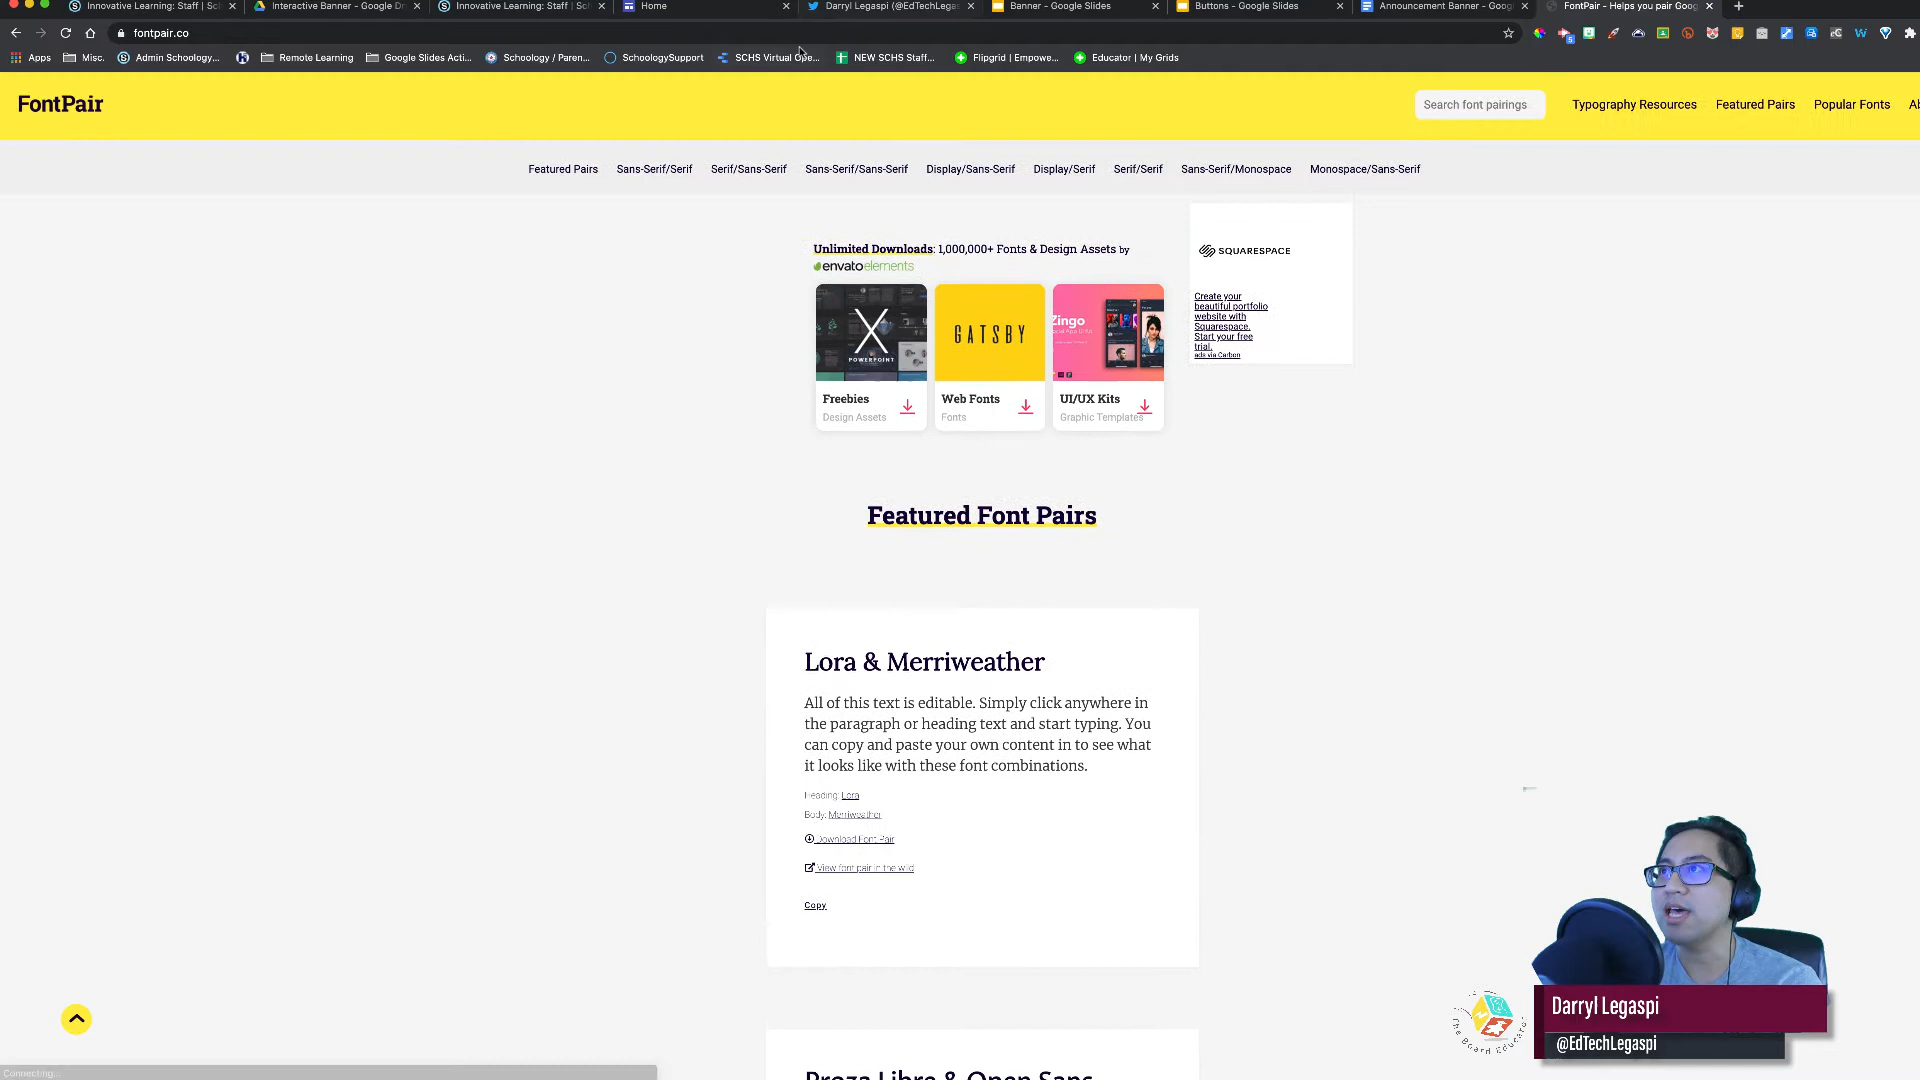 Innovative Learning: Staff | Sc
Interactive Banner - Google Dr
Innovative Learning: Staff | Sc
Home
Darryl Legaspi (@EdTechLegas
Banner - Google Slides
Buttons - Google Slides
Announcement Banner - Goog
FontPair - Helps you pair Goog
fontpair.co
Apps
Misc.
Admin Schoology...
Remote Learning
Google Slides Acti...
Schoology / Paren...
SchoologySupport
SCHS Virtual Ope...
NEW SCHS Staff...
Flipgrid | Empowe...
Educator | My Grids
FontPair
Search font pairings
Typography Resources
Featured Pairs
Popular Fonts
Ab
Featured Pairs
Sans-Serif/Serif
Serif/Sans-Serif
Sans-Serif/Sans-Serif
Display/Sans-Serif
Display/Serif
Serif/Serif
Sans-Serif/Monospace
Monospace/Sans-Serif
Unlimited Downloads: 1,000,000+ Fonts & Design Assets by
envatoelements
X
POWERPOINT
GATSBY
Zingo
Freebies
Design Assets
Web Fonts
Fonts
UI/UX Kits
Graphic Templates
SQUARESPACE
Create your
beautiful portfolio
website with
Squarespace.
Start your free
trial.
ads via Carbon
Featured Font Pairs
Lora & Merriweather
All of this text is editable. Simply click anywhere in
the paragraph or heading text and start typing. You
can copy and paste your own content in to see what
it looks like with these font combinations.
Heading: Lora
Body: Merriweather
Download Font Pair
View font pair in the wild
Copy
Proza Libre & Open Sans
Connecting...
The Board Educator
Darryl Legaspi
@EdTechLegaspi